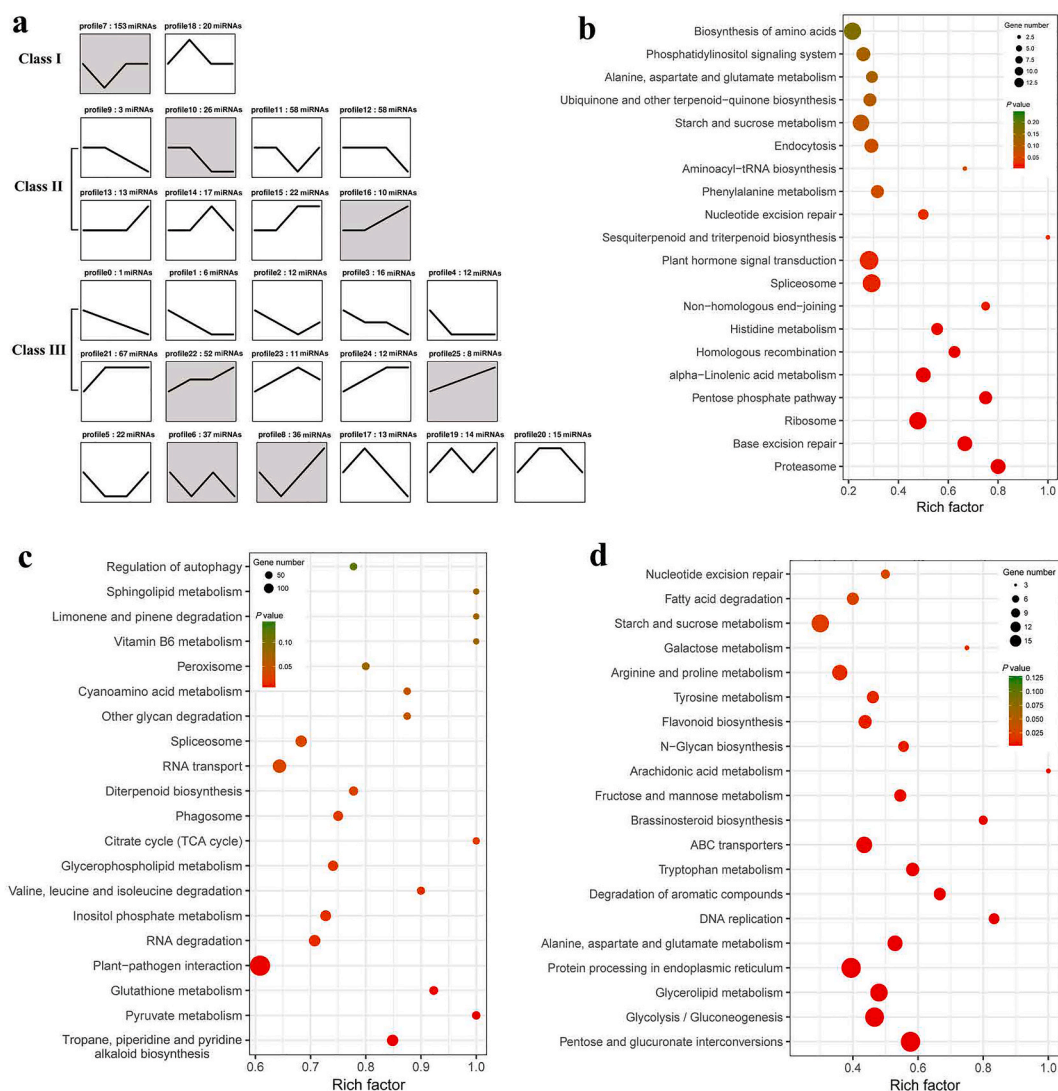 a
profile7 : 153 miRNAs
profile18 : 20 miRNAs
Class I
profile9 : 3 miRNAs
profile10 : 26 miRNAs
profile11 : 58 miRNAs
profile12 : 58 miRNAs
Class II
profile13 : 13 miRNAs
profile14 : 17 miRNAs
profile15 : 22 miRNAs
profile16 : 10 miRNAs
profile0 : 1 miRNAs
profile1 : 6 miRNAs
profile2 : 12 miRNAs
profile3 : 16 miRNAs
profile4 : 12 miRNAs
Class III
profile21 : 67 miRNAs
profile22 : 52 miRNAs
profile23 : 11 miRNAs
profile24 : 12 miRNAs
profile25 : 8 miRNAs
profile5 : 22 miRNAs
profile6 : 37 miRNAs
profile8 : 36 miRNAs
profile17 : 13 miRNAs
profile19 : 14 miRNAs
profile20 : 15 miRNAs
b
Biosynthesis of amino acids
Phosphatidylinositol signaling system
Alanine, aspartate and glutamate metabolism
Ubiquinone and other terpenoid−quinone biosynthesis
Starch and sucrose metabolism
Endocytosis
Aminoacyl−tRNA biosynthesis
Phenylalanine metabolism
Nucleotide excision repair
Sesquiterpenoid and triterpenoid biosynthesis
Plant hormone signal transduction
Spliceosome
Non−homologous end−joining
Histidine metabolism
Homologous recombination
alpha−Linolenic acid metabolism
Pentose phosphate pathway
Ribosome
Base excision repair
Proteasome
0.2
0.4
0.6
0.8
1.0
Rich factor
Gene number
2.5
5.0
7.5
10.0
12.5
P value
0.20
0.15
0.10
0.05
c
Regulation of autophagy
Sphingolipid metabolism
Limonene and pinene degradation
Vitamin B6 metabolism
Peroxisome
Cyanoamino acid metabolism
Other glycan degradation
Spliceosome
RNA transport
Diterpenoid biosynthesis
Phagosome
Citrate cycle (TCA cycle)
Glycerophospholipid metabolism
Valine, leucine and isoleucine degradation
Inositol phosphate metabolism
RNA degradation
Plant−pathogen interaction
Glutathione metabolism
Pyruvate metabolism
Tropane, piperidine and pyridine
alkaloid biosynthesis
0.6
0.7
0.8
0.9
1.0
Rich factor
Gene number
50
100
P value
0.10
0.05
d
Nucleotide excision repair
Fatty acid degradation
Starch and sucrose metabolism
Galactose metabolism
Arginine and proline metabolism
Tyrosine metabolism
Flavonoid biosynthesis
N−Glycan biosynthesis
Arachidonic acid metabolism
Fructose and mannose metabolism
Brassinosteroid biosynthesis
ABC transporters
Tryptophan metabolism
Degradation of aromatic compounds
DNA replication
Alanine, aspartate and glutamate metabolism
Protein processing in endoplasmic reticulum
Glycerolipid metabolism
Glycolysis / Gluconeogenesis
Pentose and glucuronate interconversions
0.4
0.6
0.8
1.0
Rich factor
Gene number
3
6
9
12
15
P value
0.125
0.100
0.075
0.050
0.025